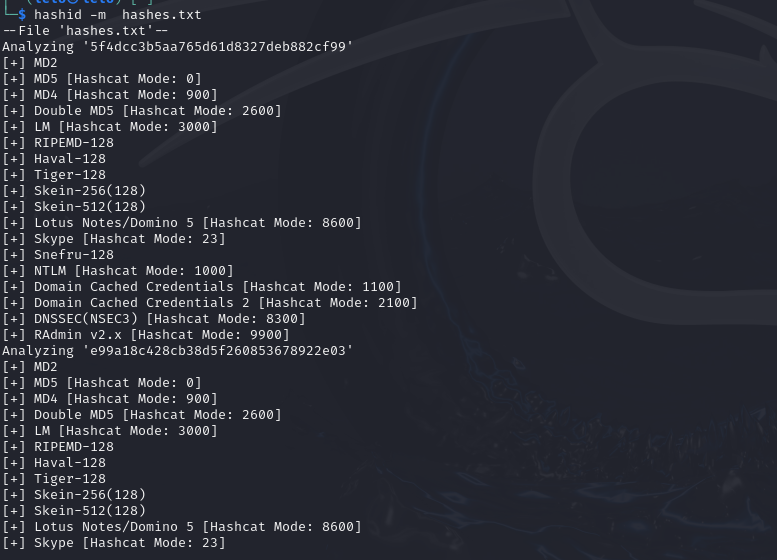 └─$ hashid -m  hashes.txt
--File 'hashes.txt'--
Analyzing '5f4dcc3b5aa765d61d8327deb882cf99'
[+] MD2
[+] MD5 [Hashcat Mode: 0]
[+] MD4 [Hashcat Mode: 900]
[+] Double MD5 [Hashcat Mode: 2600]
[+] LM [Hashcat Mode: 3000]
[+] RIPEMD-128
[+] Haval-128
[+] Tiger-128
[+] Skein-256(128)
[+] Skein-512(128)
[+] Lotus Notes/Domino 5 [Hashcat Mode: 8600]
[+] Skype [Hashcat Mode: 23]
[+] Snefru-128
[+] NTLM [Hashcat Mode: 1000]
[+] Domain Cached Credentials [Hashcat Mode: 1100]
[+] Domain Cached Credentials 2 [Hashcat Mode: 2100]
[+] DNSSEC(NSEC3) [Hashcat Mode: 8300]
[+] RAdmin v2.x [Hashcat Mode: 9900]
Analyzing 'e99a18c428cb38d5f260853678922e03'
[+] MD2
[+] MD5 [Hashcat Mode: 0]
[+] MD4 [Hashcat Mode: 900]
[+] Double MD5 [Hashcat Mode: 2600]
[+] LM [Hashcat Mode: 3000]
[+] RIPEMD-128
[+] Haval-128
[+] Tiger-128
[+] Skein-256(128)
[+] Skein-512(128)
[+] Lotus Notes/Domino 5 [Hashcat Mode: 8600]
[+] Skype [Hashcat Mode: 23]